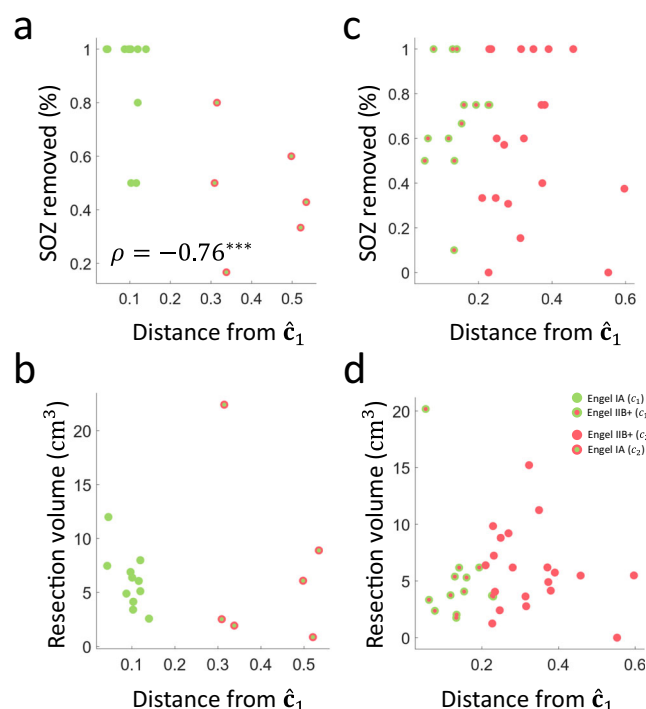 a
SOZ removed (%)
1
0.8
0.6
0.4
0.2
ρ = −0.76***
0.1 0.2 0.3 0.4 0.5
Distance from ĉ₁
c
SOZ removed (%)
1
0.8
0.6
0.4
0.2
0
0.2 0.4 0.6
Distance from ĉ₁
b
Resection volume (cm³)
20
15
10
5
0
0.1 0.2 0.3 0.4 0.5
Distance from ĉ₁
d
Resection volume (cm³)
20
15
10
5
0
0.2 0.4 0.6
Distance from ĉ₁
Engel IA (c₁)
Engel IIB+ (c₁
Engel IIB+ (c₂
Engel IA (c₂)